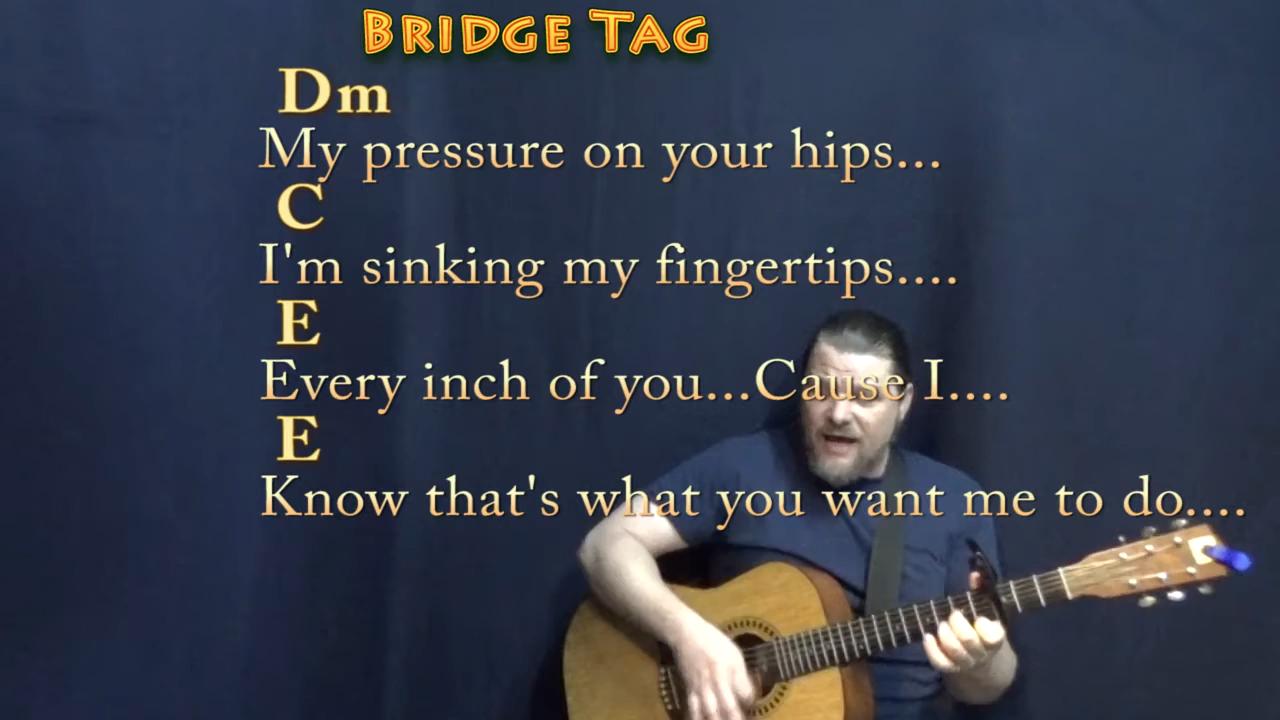 BRIDGE TAG
Dm
My pressure on your hips...
C
I'm sinking my fingertips....
E
Every inch of you...Cause I....
E
Know that's what you want me to do....